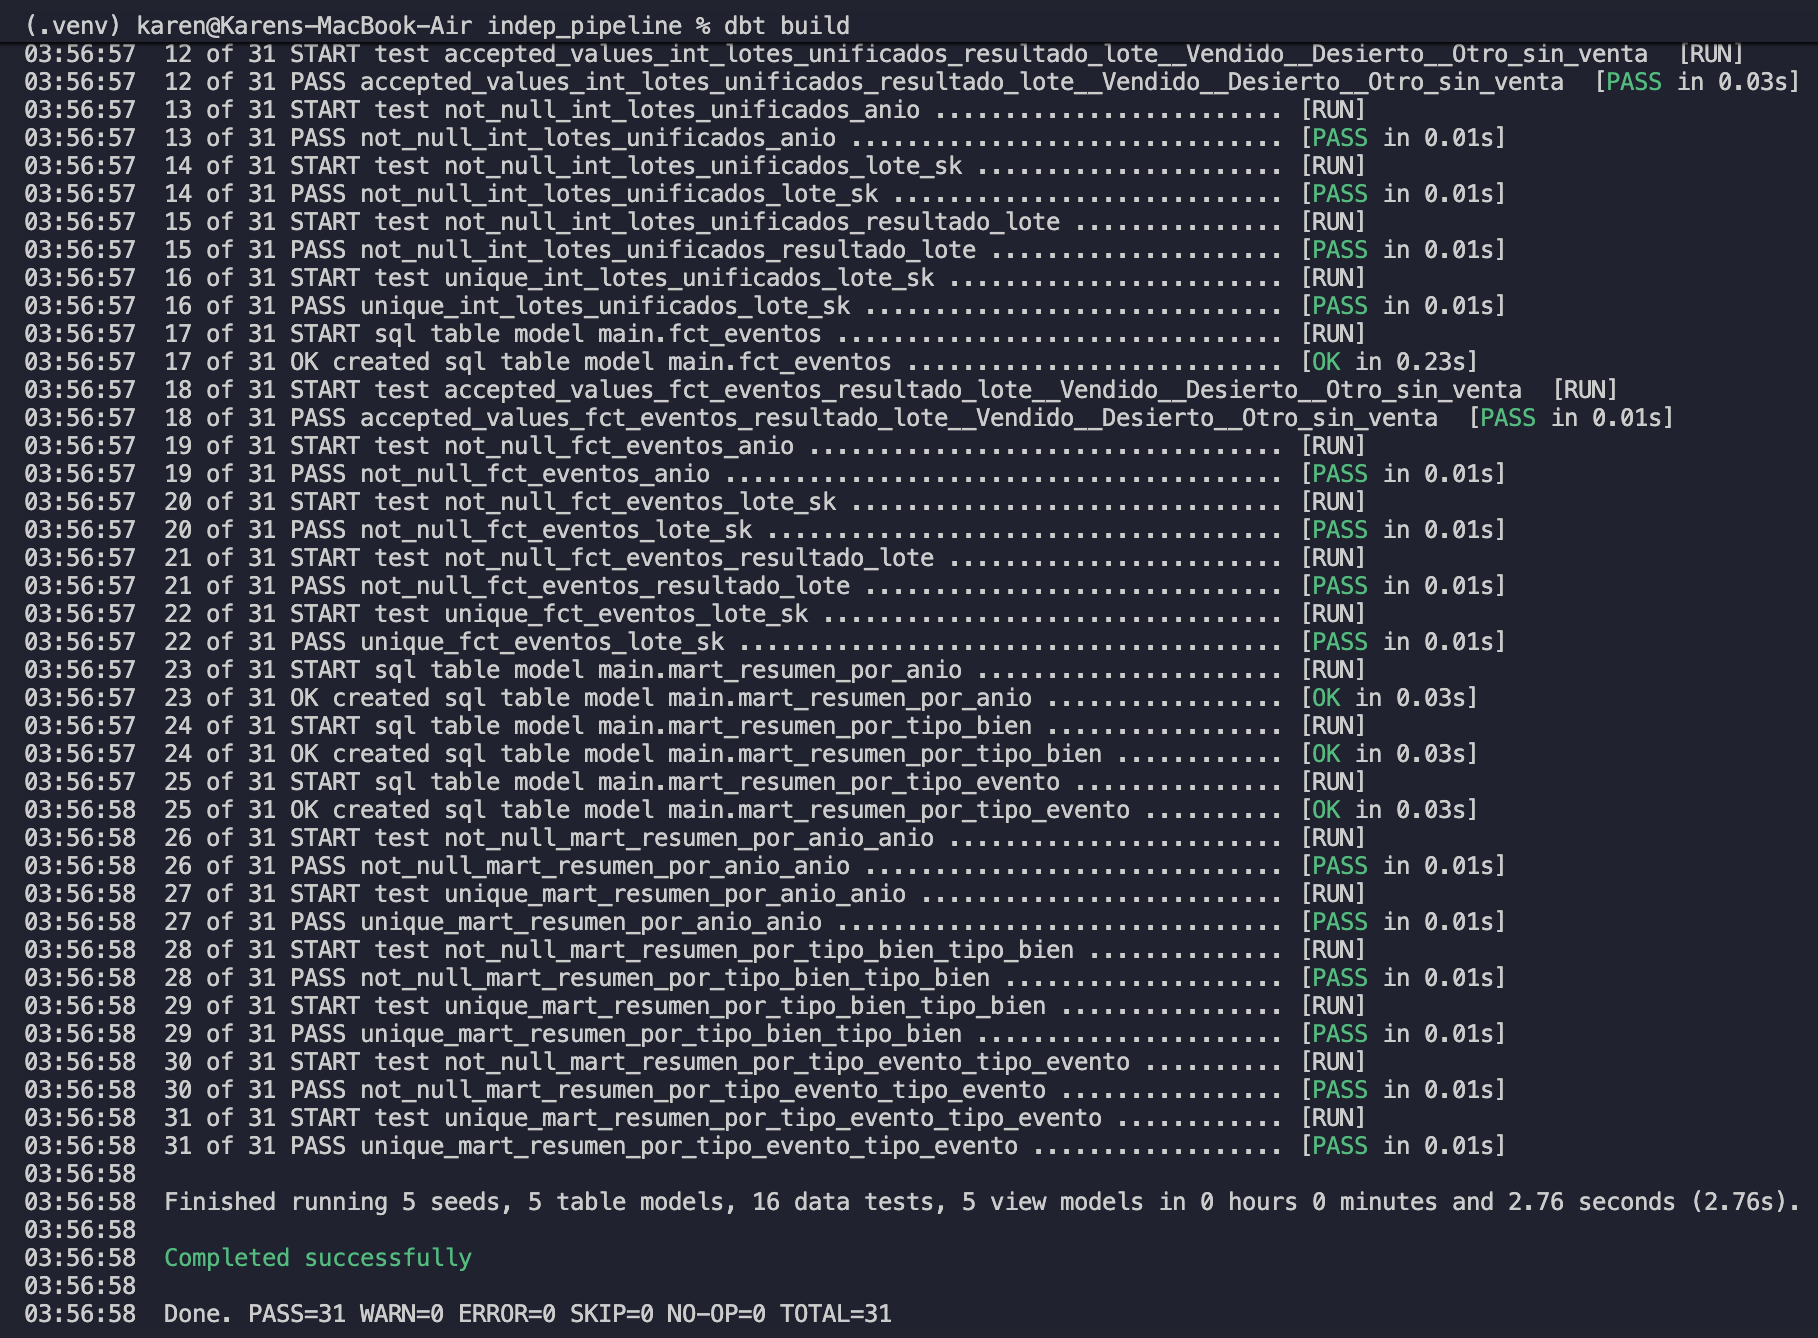 (.venv) karen@Karens-MacBook-Air indep_pipeline % dbt build
03:56:57  12 of 31 START test accepted_values_int_lotes_unificados_resultado_lote__Vendido__Desierto__Otro_sin_venta  [RUN]
03:56:57  12 of 31 PASS accepted_values_int_lotes_unificados_resultado_lote__Vendido__Desierto__Otro_sin_venta  [PASS in 0.03s]
03:56:57  13 of 31 START test not_null_int_lotes_unificados_anio ......................... [RUN]
03:56:57  13 of 31 PASS not_null_int_lotes_unificados_anio ............................... [PASS in 0.01s]
03:56:57  14 of 31 START test not_null_int_lotes_unificados_lote_sk ...................... [RUN]
03:56:57  14 of 31 PASS not_null_int_lotes_unificados_lote_sk ............................ [PASS in 0.01s]
03:56:57  15 of 31 START test not_null_int_lotes_unificados_resultado_lote ............... [RUN]
03:56:57  15 of 31 PASS not_null_int_lotes_unificados_resultado_lote ..................... [PASS in 0.01s]
03:56:57  16 of 31 START test unique_int_lotes_unificados_lote_sk ........................ [RUN]
03:56:57  16 of 31 PASS unique_int_lotes_unificados_lote_sk .............................. [PASS in 0.01s]
03:56:57  17 of 31 START sql table model main.fct_eventos ................................ [RUN]
03:56:57  17 of 31 OK created sql table model main.fct_eventos ........................... [OK in 0.23s]
03:56:57  18 of 31 START test accepted_values_fct_eventos_resultado_lote__Vendido__Desierto__Otro_sin_venta  [RUN]
03:56:57  18 of 31 PASS accepted_values_fct_eventos_resultado_lote__Vendido__Desierto__Otro_sin_venta  [PASS in 0.01s]
03:56:57  19 of 31 START test not_null_fct_eventos_anio .................................. [RUN]
03:56:57  19 of 31 PASS not_null_fct_eventos_anio ........................................ [PASS in 0.01s]
03:56:57  20 of 31 START test not_null_fct_eventos_lote_sk ............................... [RUN]
03:56:57  20 of 31 PASS not_null_fct_eventos_lote_sk ..................................... [PASS in 0.01s]
03:56:57  21 of 31 START test not_null_fct_eventos_resultado_lote ........................ [RUN]
03:56:57  21 of 31 PASS not_null_fct_eventos_resultado_lote .............................. [PASS in 0.01s]
03:56:57  22 of 31 START test unique_fct_eventos_lote_sk ................................. [RUN]
03:56:57  22 of 31 PASS unique_fct_eventos_lote_sk ....................................... [PASS in 0.01s]
03:56:57  23 of 31 START sql table model main.mart_resumen_por_anio ...................... [RUN]
03:56:57  23 of 31 OK created sql table model main.mart_resumen_por_anio ................. [OK in 0.03s]
03:56:57  24 of 31 START sql table model main.mart_resumen_por_tipo_bien ................. [RUN]
03:56:57  24 of 31 OK created sql table model main.mart_resumen_por_tipo_bien ............ [OK in 0.03s]
03:56:57  25 of 31 START sql table model main.mart_resumen_por_tipo_evento ............... [RUN]
03:56:58  25 of 31 OK created sql table model main.mart_resumen_por_tipo_evento .......... [OK in 0.03s]
03:56:58  26 of 31 START test not_null_mart_resumen_por_anio_anio ........................ [RUN]
03:56:58  26 of 31 PASS not_null_mart_resumen_por_anio_anio .............................. [PASS in 0.01s]
03:56:58  27 of 31 START test unique_mart_resumen_por_anio_anio .......................... [RUN]
03:56:58  27 of 31 PASS unique_mart_resumen_por_anio_anio ................................ [PASS in 0.01s]
03:56:58  28 of 31 START test not_null_mart_resumen_por_tipo_bien_tipo_bien .............. [RUN]
03:56:58  28 of 31 PASS not_null_mart_resumen_por_tipo_bien_tipo_bien .................... [PASS in 0.01s]
03:56:58  29 of 31 START test unique_mart_resumen_por_tipo_bien_tipo_bien ................ [RUN]
03:56:58  29 of 31 PASS unique_mart_resumen_por_tipo_bien_tipo_bien ...................... [PASS in 0.01s]
03:56:58  30 of 31 START test not_null_mart_resumen_por_tipo_evento_tipo_evento .......... [RUN]
03:56:58  30 of 31 PASS not_null_mart_resumen_por_tipo_evento_tipo_evento ................ [PASS in 0.01s]
03:56:58  31 of 31 START test unique_mart_resumen_por_tipo_evento_tipo_evento ............ [RUN]
03:56:58  31 of 31 PASS unique_mart_resumen_por_tipo_evento_tipo_evento .................. [PASS in 0.01s]
03:56:58
03:56:58  Finished running 5 seeds, 5 table models, 16 data tests, 5 view models in 0 hours 0 minutes and 2.76 seconds (2.76s).
03:56:58
03:56:58  Completed successfully
03:56:58
03:56:58  Done. PASS=31 WARN=0 ERROR=0 SKIP=0 NO-OP=0 TOTAL=31